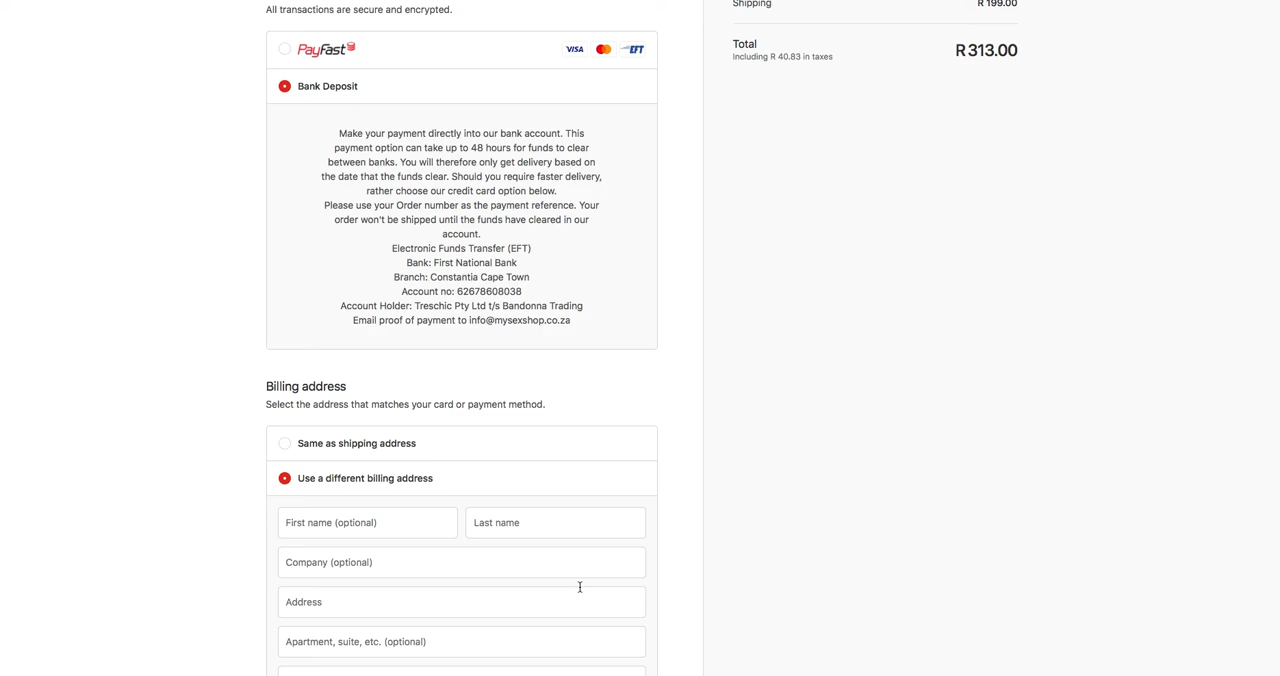 All transactions are secure and encrypted.
PayFast
VISA
EFT
Bank Deposit
Make your payment directly into our bank account. This
payment option can take up to 48 hours for funds to clear
between banks. You will therefore only get delivery based on
the date that the funds clear. Should you require faster delivery,
rather choose our credit card option below.
Please use your Order number as the payment reference. Your
order won't be shipped until the funds have cleared in our
account.
Electronic Funds Transfer (EFT)
Bank: First National Bank
Branch: Constantia Cape Town
Account no: 62678608038
Account Holder: Treschic Pty Ltd t/s Bandonna Trading
Email proof of payment to info@mysexshop.co.za
Billing address
Select the address that matches your card or payment method.
Same as shipping address
Use a different billing address
First name (optional)
Last name
Company (optional)
Address
Apartment, suite, etc. (optional)
Shipping R 199.00
Total R 313.00
Including R 40.83 in taxes